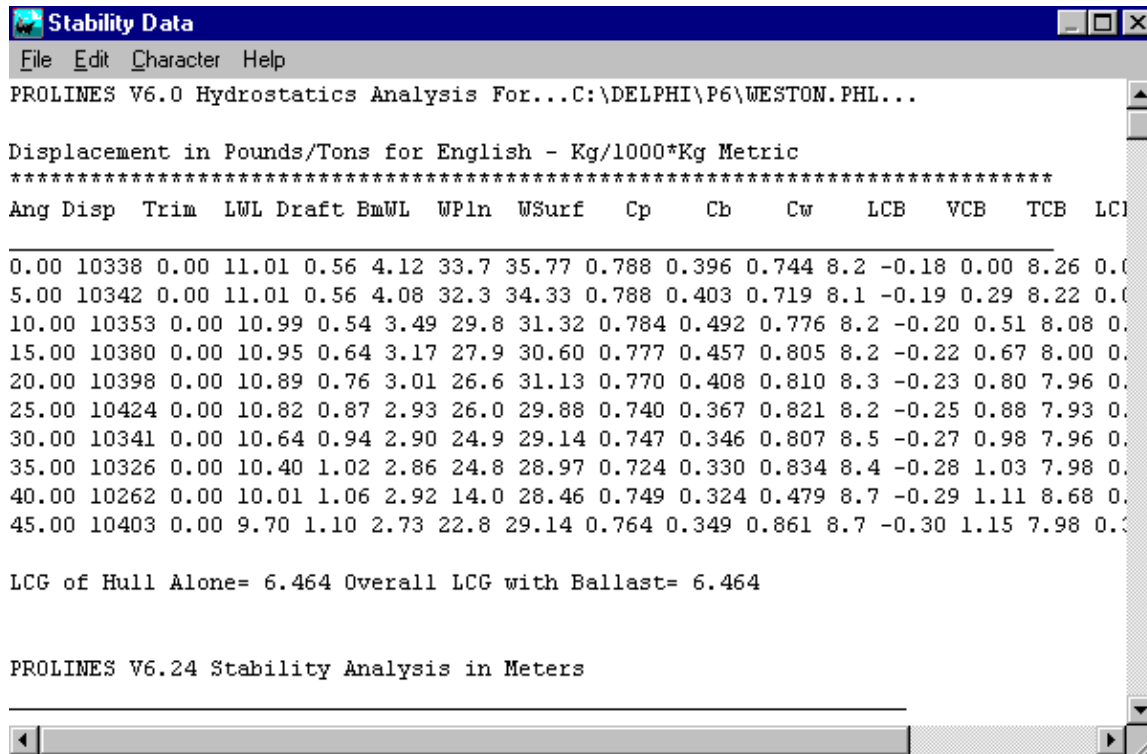 Stability Data
File Edit Character Help
PROLINES V6.0 Hydrostatics Analysis For...C:\DELPHI\P6\WESTON.PHL...
Displacement in Pounds/Tons for English - Kg/1000*Kg Metric
******************************************************************************
Ang Disp Trim LWL Draft BmWL WPln WSurf Cp Cb Cw LCB VCB TCB
0.00 10338 0.00 11.01 0.56 4.12 33.7 35.77 0.788 0.396 0.744 8.2 -0.18 0.00 8.26
5.00 10342 0.00 11.01 0.56 4.08 32.3 34.33 0.788 0.403 0.719 8.1 -0.19 0.29 8.22
10.00 10353 0.00 10.99 0.54 3.49 29.8 31.32 0.784 0.492 0.776 8.2 -0.20 0.51 8.08 0.
15.00 10380 0.00 10.95 0.64 3.17 27.9 30.60 0.777 0.457 0.805 8.2 -0.22 0.67 8.00 0.
20.00 10398 0.00 10.89 0.76 3.01 26.6 31.13 0.770 0.408 0.810 8.3 -0.23 0.80 7.96 0.
25.00 10424 0.00 10.82 0.87 2.93 26.0 29.88 0.740 0.367 0.821 8.2 -0.25 0.88 7.93 0.
30.00 10341 0.00 10.64 0.94 2.90 24.9 29.14 0.747 0.346 0.807 8.5 -0.27 0.98 7.96 0.
35.00 10326 0.00 10.40 1.02 2.86 24.8 28.97 0.724 0.330 0.834 8.4 -0.28 1.03 7.98 0.
40.00 10262 0.00 10.01 1.06 2.92 14.0 28.46 0.749 0.324 0.479 8.7 -0.29 1.11 8.68 0.
45.00 10403 0.00 9.70 1.10 2.73 22.8 29.14 0.764 0.349 0.861 8.7 -0.30 1.15 7.98
LCG of Hull Alone= 6.464 Overall LCG with Ballast= 6.464
PROLINES V6.24 Stability Analysis in Meters